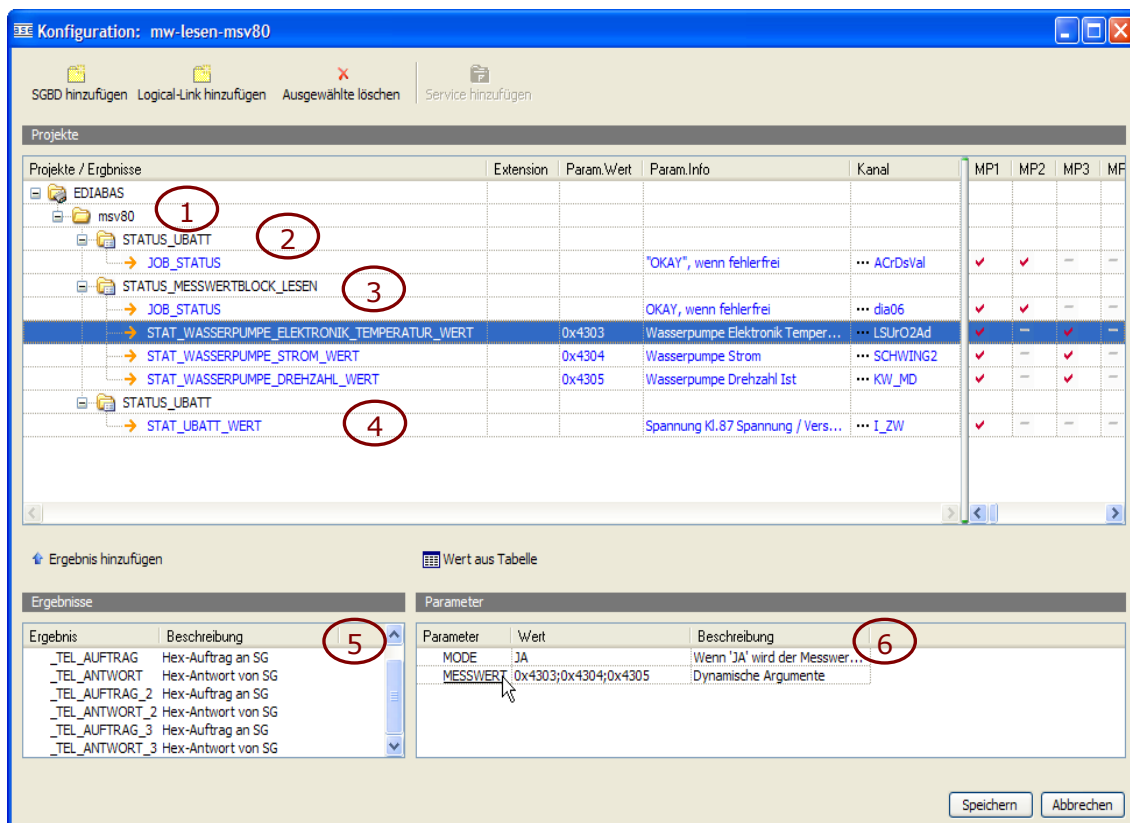 Konfiguration: mw-lesen-msv80
SGBD hinzufügen Logical-Link hinzufügen Ausgewählte löschen Service hinzufügen
Projekte
Projekte / Ergbnisse Extension Param.Wert Param.Info Kanal MP1 MP2 MP3 MP
EDIABAS
msv80 1
STATUS_UBATT 2
JOB_STATUS "OKAY", wenn fehlerfrei ... ACrDsVal
STATUS_MESSWERTBLOCK_LESEN 3
JOB_STATUS OKAY, wenn fehlerfrei ... dia06
STAT_WASSERPUMPE_ELEKTRONIK_TEMPERATUR_WERT 0x4303 Wasserpumpe Elektronik Temper... ... LSUrO2Ad
STAT_WASSERPUMPE_STROM_WERT 0x4304 Wasserpumpe Strom ... SCHWING2
STAT_WASSERPUMPE_DREHZAHL_WERT 0x4305 Wasserpumpe Drehzahl Ist ... KW_MD
STATUS_UBATT
STAT_UBATT_WERT 4 Spannung Kl.87 Spannung / Vers... ... I_ZW
Ergebnis hinzufügen Wert aus Tabelle
Ergebnisse Parameter
Ergebnis Beschreibung 5 Parameter Wert Beschreibung 6
_TEL_AUFTRAG Hex-Auftrag an SG MODE JA Wenn 'JA' wird der Messwer...
_TEL_ANTWORT Hex-Antwort von SG MESSWERT 0x4303;0x4304;0x4305 Dynamische Argumente
_TEL_AUFTRAG_2 Hex-Auftrag an SG
_TEL_ANTWORT_2 Hex-Antwort von SG
_TEL_AUFTRAG_3 Hex-Auftrag an SG
_TEL_ANTWORT_3 Hex-Antwort von SG
Speichern Abbrechen